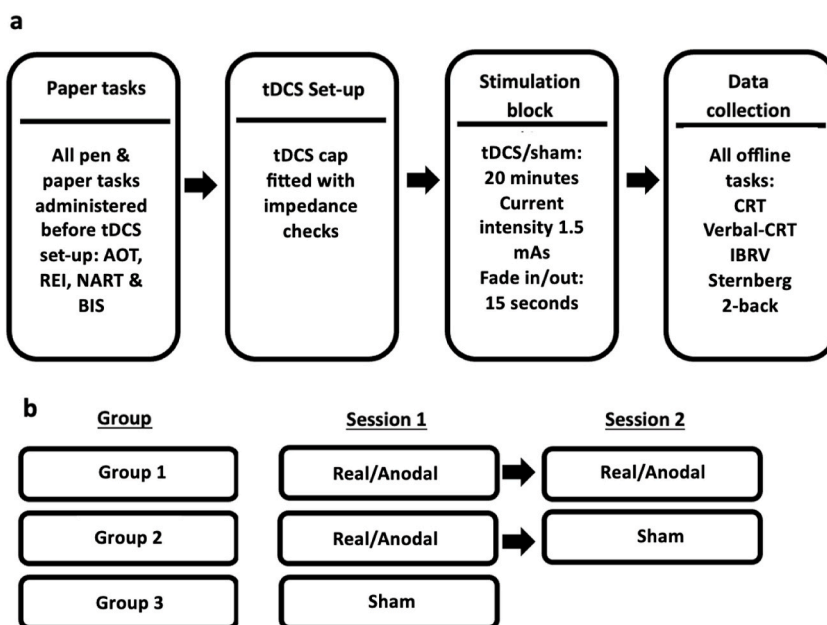 a
Paper tasks
All pen &
paper tasks
administered
before tDCS
set-up: AOT,
REI, NART &
BIS
tDCS Set-up
tDCS cap
fitted with
impedance
checks
Stimulation
block
tDCS/sham:
20 minutes
Current
intensity 1.5
mAs
Fade in/out:
15 seconds
Data
collection
All offline
tasks:
CRT
Verbal-CRT
IBRV
Sternberg
2-back
b
Group
Session 1
Session 2
Group 1
Real/Anodal
Real/Anodal
Group 2
Real/Anodal
Sham
Group 3
Sham